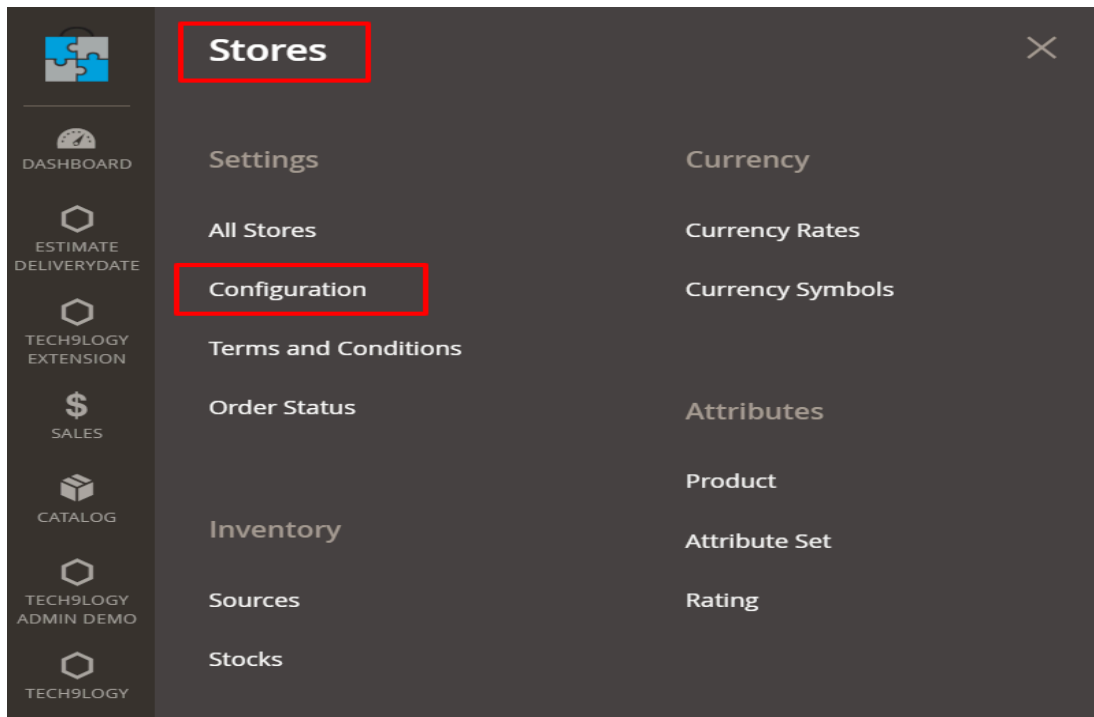 Stores
DASHBOARD
ESTIMATE
DELIVERYDATE
TECH9LOGY
EXTENSION
SALES
CATALOG
TECH9LOGY
ADMIN DEMO
TECH9LOGY
Settings
All Stores
Configuration
Terms and Conditions
Order Status
Inventory
Sources
Stocks
Currency
Currency Rates
Currency Symbols
Attributes
Product
Attribute Set
Rating